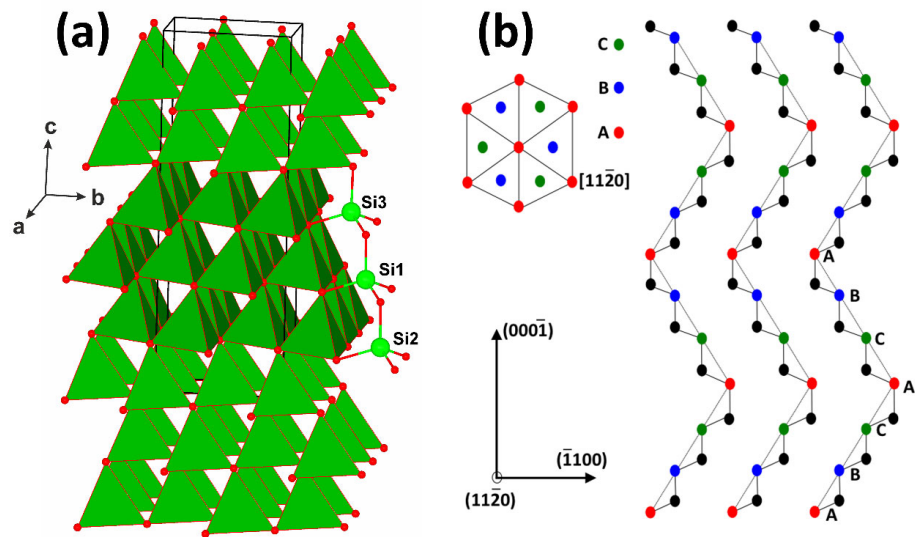 (a)
c
b
a
Si3
Si1
Si2
(b)
C
B
A
[112̄0]
(0001̄)
(1̄100)
(112̄0)
A
B
C
A
C
B
A